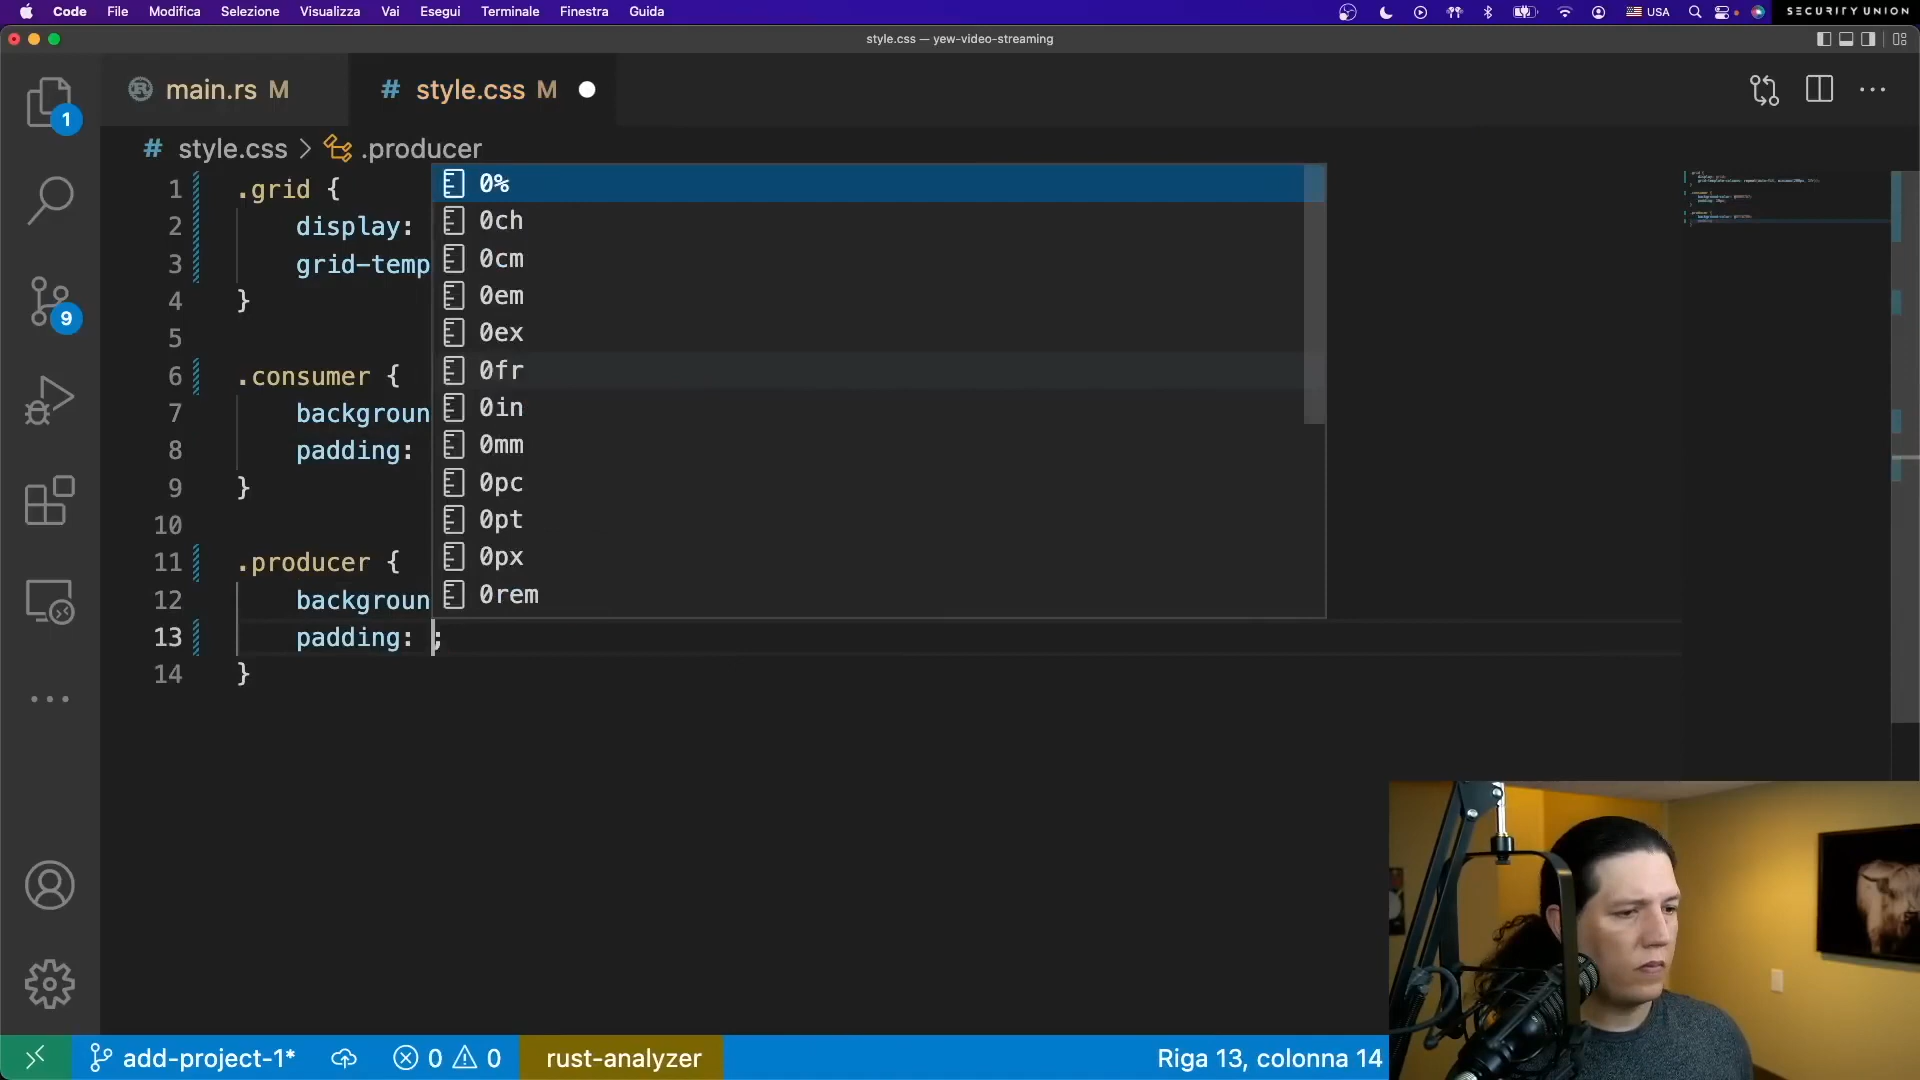 Code File Modifica Selezione Visualizza Vai Esegui Terminale Finestra Guida USA SECURITY UNION
style.css — yew-video-streaming
main.rs M # style.css M
# style.css > .producer
1
9
1 .grid {
2 display:
3 grid-temp
4 }
5
6 .consumer {
7 backgroun
8 padding:
9 }
10
11 .producer {
12 backgroun
13 padding: ;
14 }
0%
0ch
0cm
0em
0ex
0fr
0in
0mm
0pc
0pt
0px
0rem
add-project-1* 0 0 rust-analyzer Riga 13, colonna 14